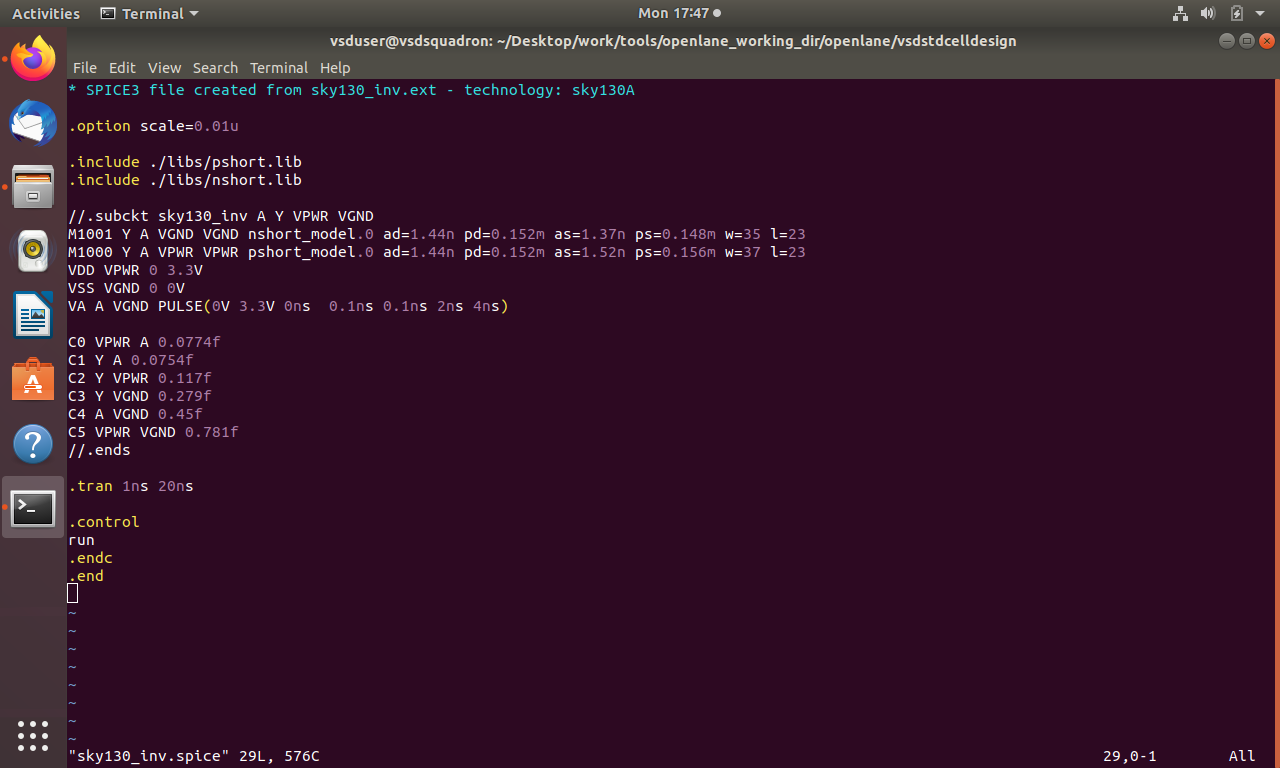 Activities Terminal Mon 17:47
vsduser@vsdsquadron: ~/Desktop/work/tools/openlane_working_dir/openlane/vsdstdcelldesign
File Edit View Search Terminal Help
* SPICE3 file created from sky130_inv.ext - technology: sky130A
.option scale=0.01u
.include ./libs/pshort.lib
.include ./libs/nshort.lib
//.subckt sky130_inv A Y VPWR VGND
M1001 Y A VGND VGND nshort_model.0 ad=1.44n pd=0.152m as=1.37n ps=0.148m w=35 l=23
M1000 Y A VPWR VPWR pshort_model.0 ad=1.44n pd=0.152m as=1.52n ps=0.156m w=37 l=23
VDD VPWR 0 3.3V
VSS VGND 0 0V
VA A VGND PULSE(0V 3.3V 0ns  0.1ns 0.1ns 2ns 4ns)
C0 VPWR A 0.0774f
C1 Y A 0.0754f
C2 Y VPWR 0.117f
C3 Y VGND 0.279f
C4 A VGND 0.45f
C5 VPWR VGND 0.781f
//.ends
.tran 1ns 20ns
.control
run
.endc
.end
~
~
~
~
~
~
~
~
"sky130_inv.spice" 29L, 576C 29,0-1 All